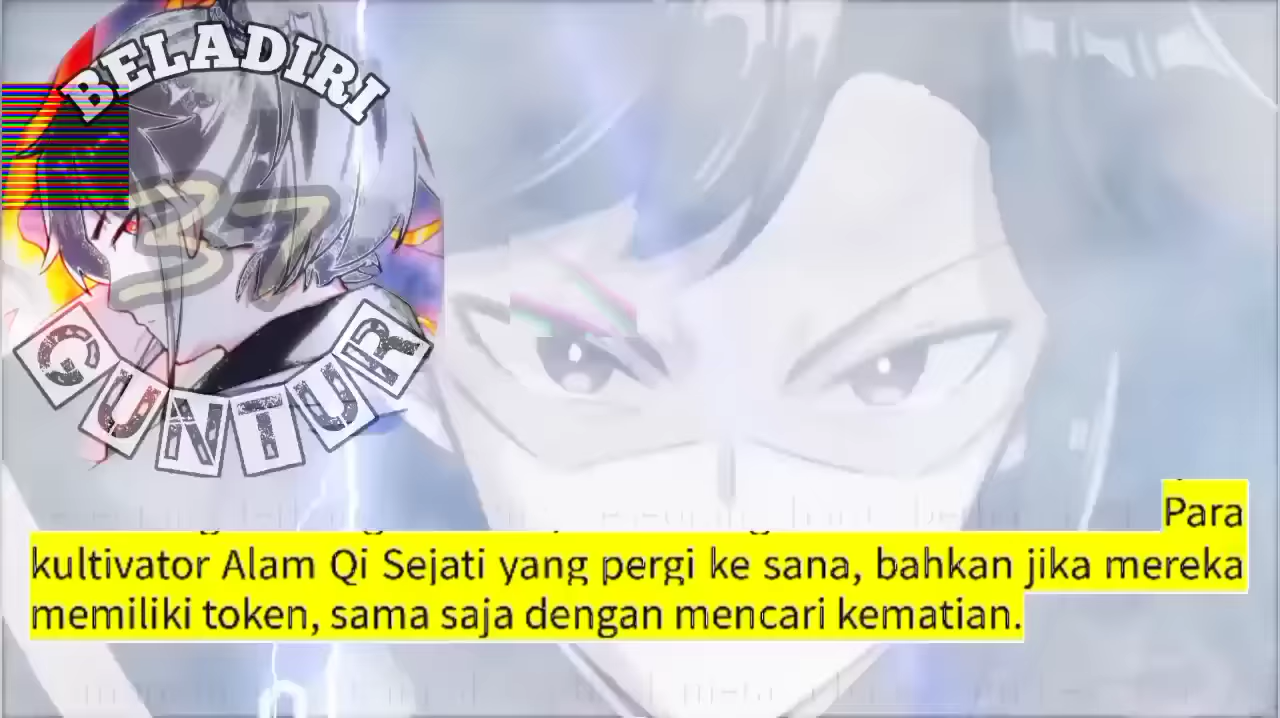 BELADIRI
37
GUNTUR
Para
kultivator Alam Qi Sejati yang pergi ke sana, bahkan jika mereka
memiliki token, sama saja dengan mencari kematian.